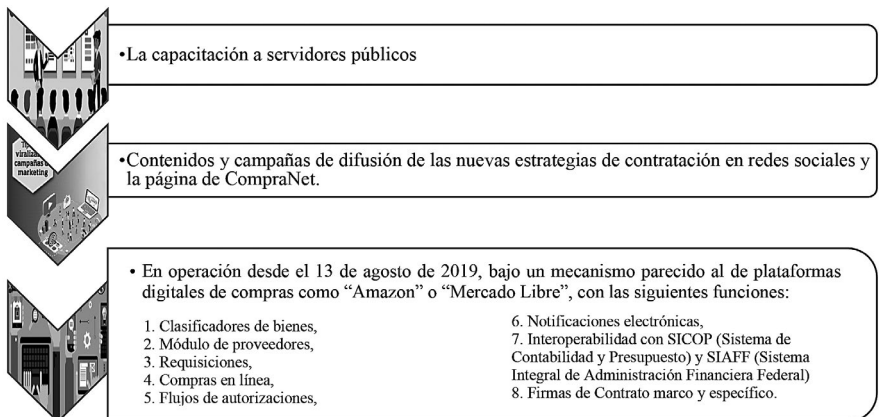 •La capacitación a servidores públicos
viraliza
campañas
marketing
•Contenidos y campañas de difusión de las nuevas estrategias de contratación en redes sociales y
la página de CompraNet.
• En operación desde el 13 de agosto de 2019, bajo un mecanismo parecido al de plataformas
digitales de compras como “Amazon” o “Mercado Libre”, con las siguientes funciones:
1. Clasificadores de bienes,
2. Módulo de proveedores,
3. Requisiciones,
4. Compras en línea,
5. Flujos de autorizaciones,
6. Notificaciones electrónicas,
7. Interoperabilidad con SICOP (Sistema de
Contabilidad y Presupuesto) y SIAFF (Sistema
Integral de Administración Financiera Federal)
8. Firmas de Contrato marco y específico.